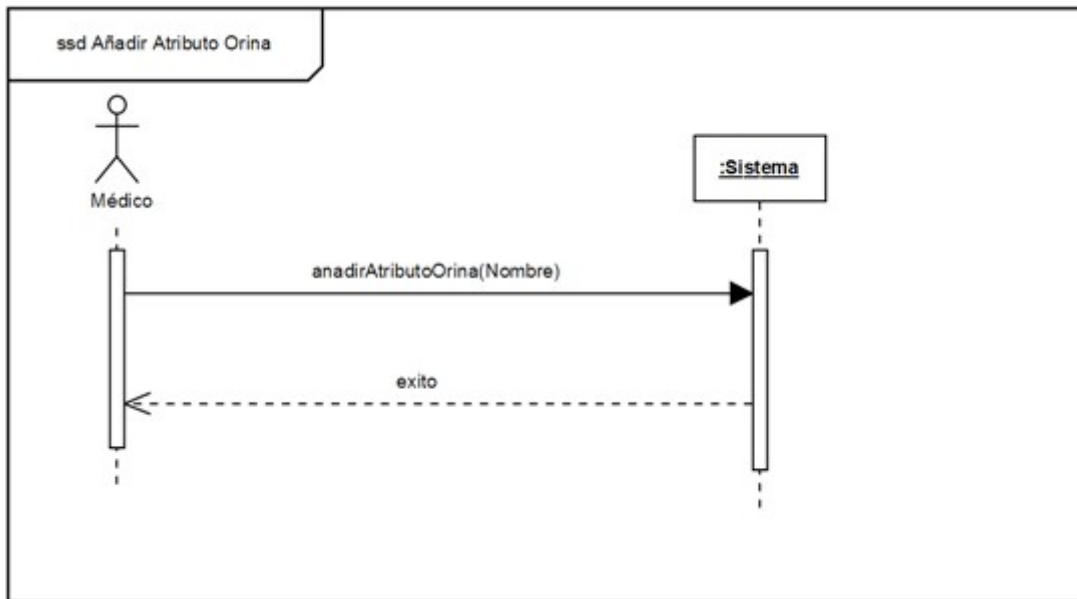 ssd Añadir Atributo Orina
Médico
:Sistema
anadirAtributoOrina(Nombre)
exito